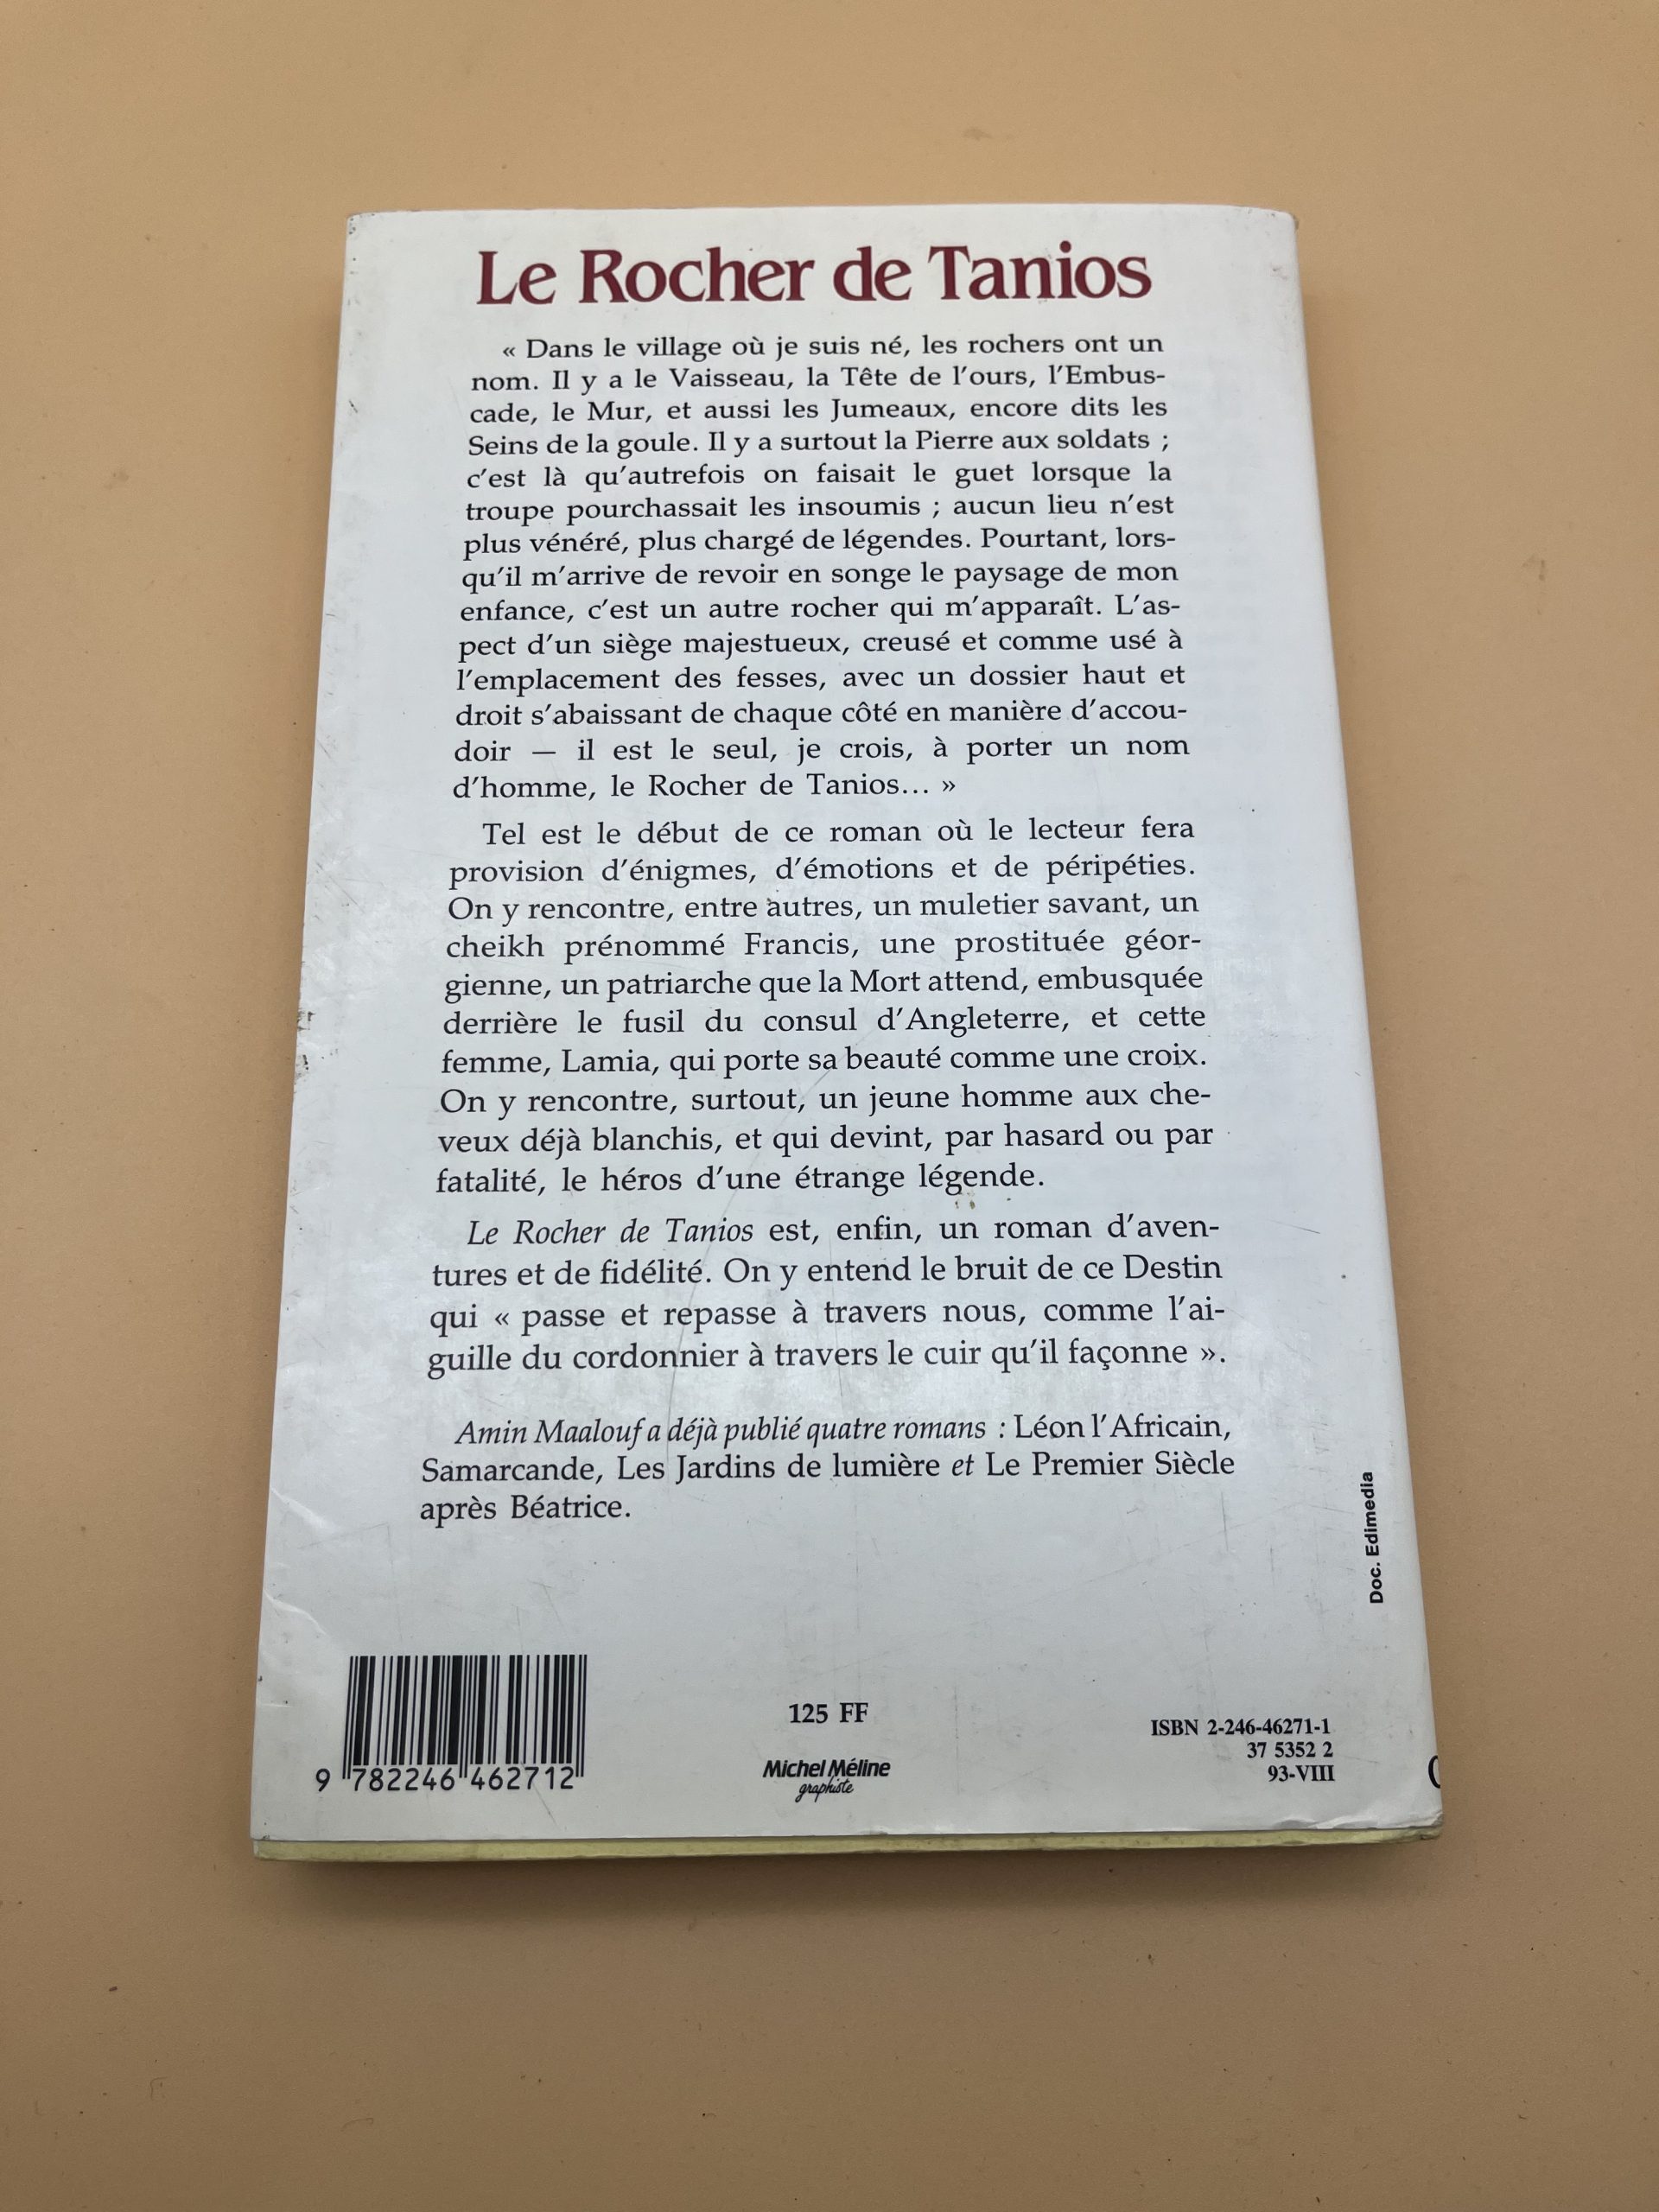 Le Rocher de Tanios
« Dans le village où je suis né, les rochers ont un
nom. Il y a le Vaisseau, la Tête de l'ours, l'Embus-
cade, le Mur, et aussi les Jumeaux, encore dits les
Seins de la goule. Il y a surtout la Pierre aux soldats ;
c'est là qu'autrefois on faisait le guet lorsque la
troupe pourchassait les insoumis ; aucun lieu n'est
plus vénéré, plus chargé de légendes. Pourtant, lors-
qu'il m'arrive de revoir en songe le paysage de mon
enfance, c'est un autre rocher qui m'apparaît. L'as-
pect d'un siège majestueux, creusé et comme usé à
l'emplacement des fesses, avec un dossier haut et
droit s'abaissant de chaque côté en manière d'accou-
doir — il est le seul, je crois, à porter un nom
d'homme, le Rocher de Tanios... »
Tel est le début de ce roman où le lecteur fera
provision d'énigmes, d'émotions et de péripéties.
On y rencontre, entre autres, un muletier savant, un
cheikh prénommé Francis, une prostituée géor-
gienne, un patriarche que la Mort attend, embusquée
derrière le fusil du consul d'Angleterre, et cette
femme, Lamia, qui porte sa beauté comme une croix.
On y rencontre, surtout, un jeune homme aux che-
veux déjà blanchis, et qui devint, par hasard ou par
fatalité, le héros d'une étrange légende.
Le Rocher de Tanios est, enfin, un roman d'aven-
tures et de fidélité. On y entend le bruit de ce Destin
qui « passe et repasse à travers nous, comme l'ai-
guille du cordonnier à travers le cuir qu'il façonne ».
Amin Maalouf a déjà publié quatre romans : Léon l'Africain,
Samarcande, Les Jardins de lumière et Le Premier Siècle
après Béatrice.
Doc. Edimedia
9 782246 462712
125 FF
Michel Méline
graphiste
ISBN 2-246-46271-1
37 5352 2
93-VIII